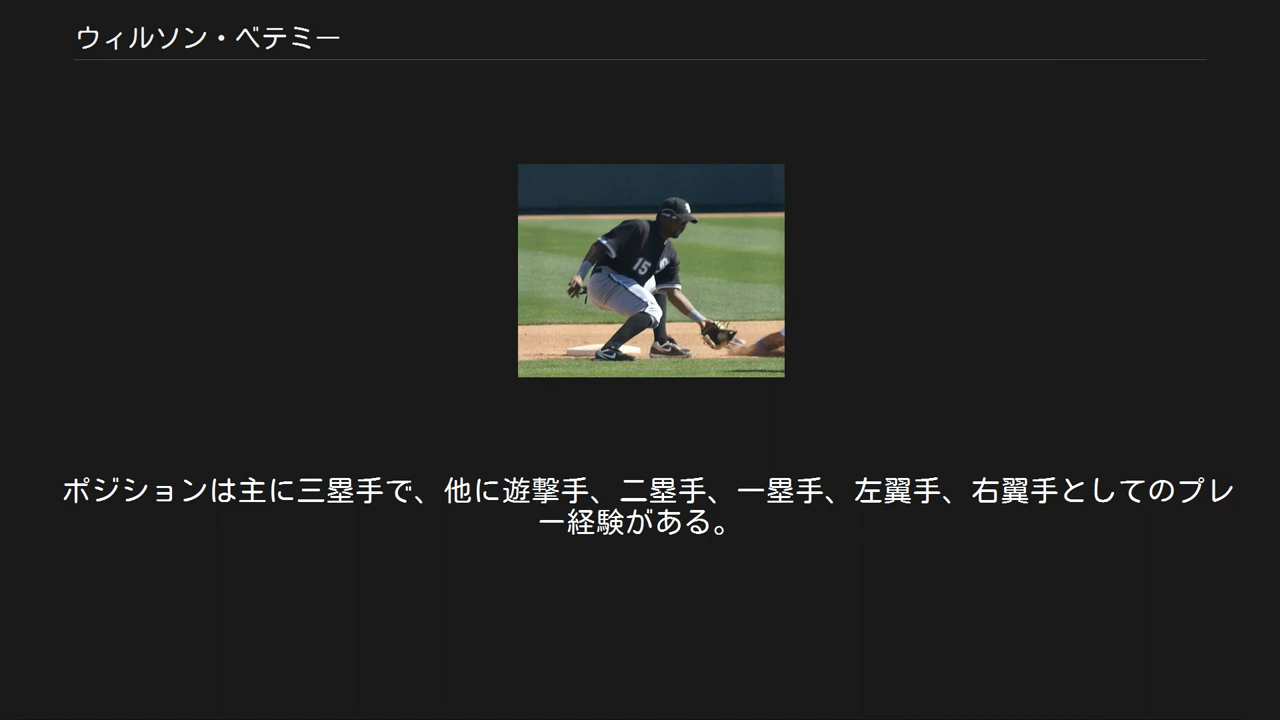 ウィルソン・ベテミー
15
ポジションは主に三塁手で、他に遊撃手、二塁手、一塁手、左翼手、右翼手としてのプレ
ー経験がある。